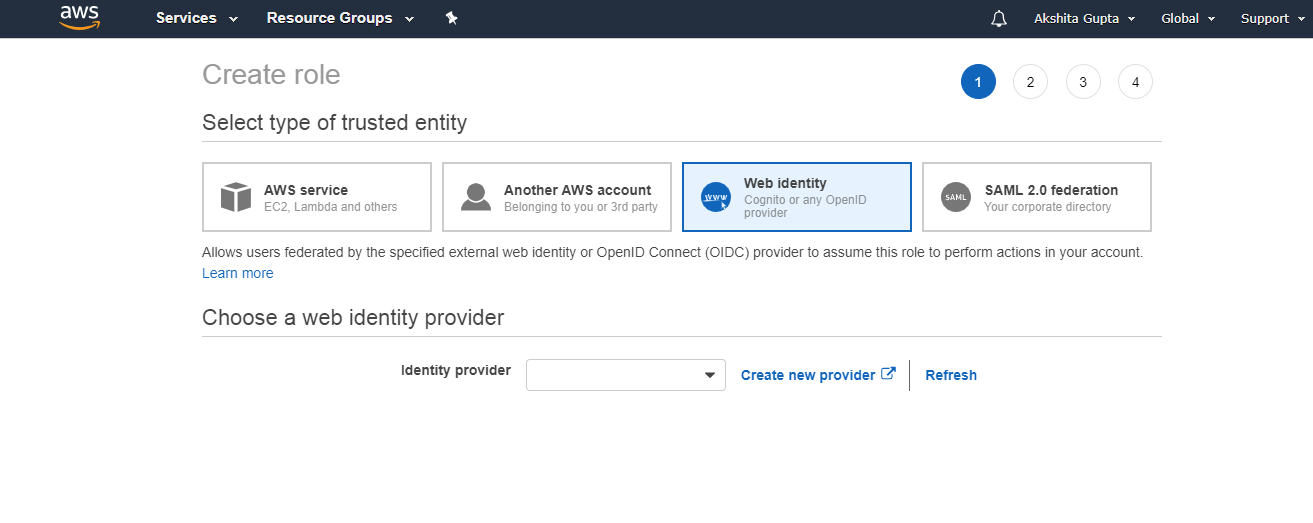 aws Services Resource Groups Akshita Gupta Global Support
Create role 1 2 3 4
Select type of trusted entity
AWS service
EC2, Lambda and others
Another AWS account
Belonging to you or 3rd party
www
Web identity
Cognito or any OpenID
provider
SAML
SAML 2.0 federation
Your corporate directory
Allows users federated by the specified external web identity or OpenID Connect (OIDC) provider to assume this role to perform actions in your account.
Learn more
Choose a web identity provider
Identity provider Create new provider Refresh